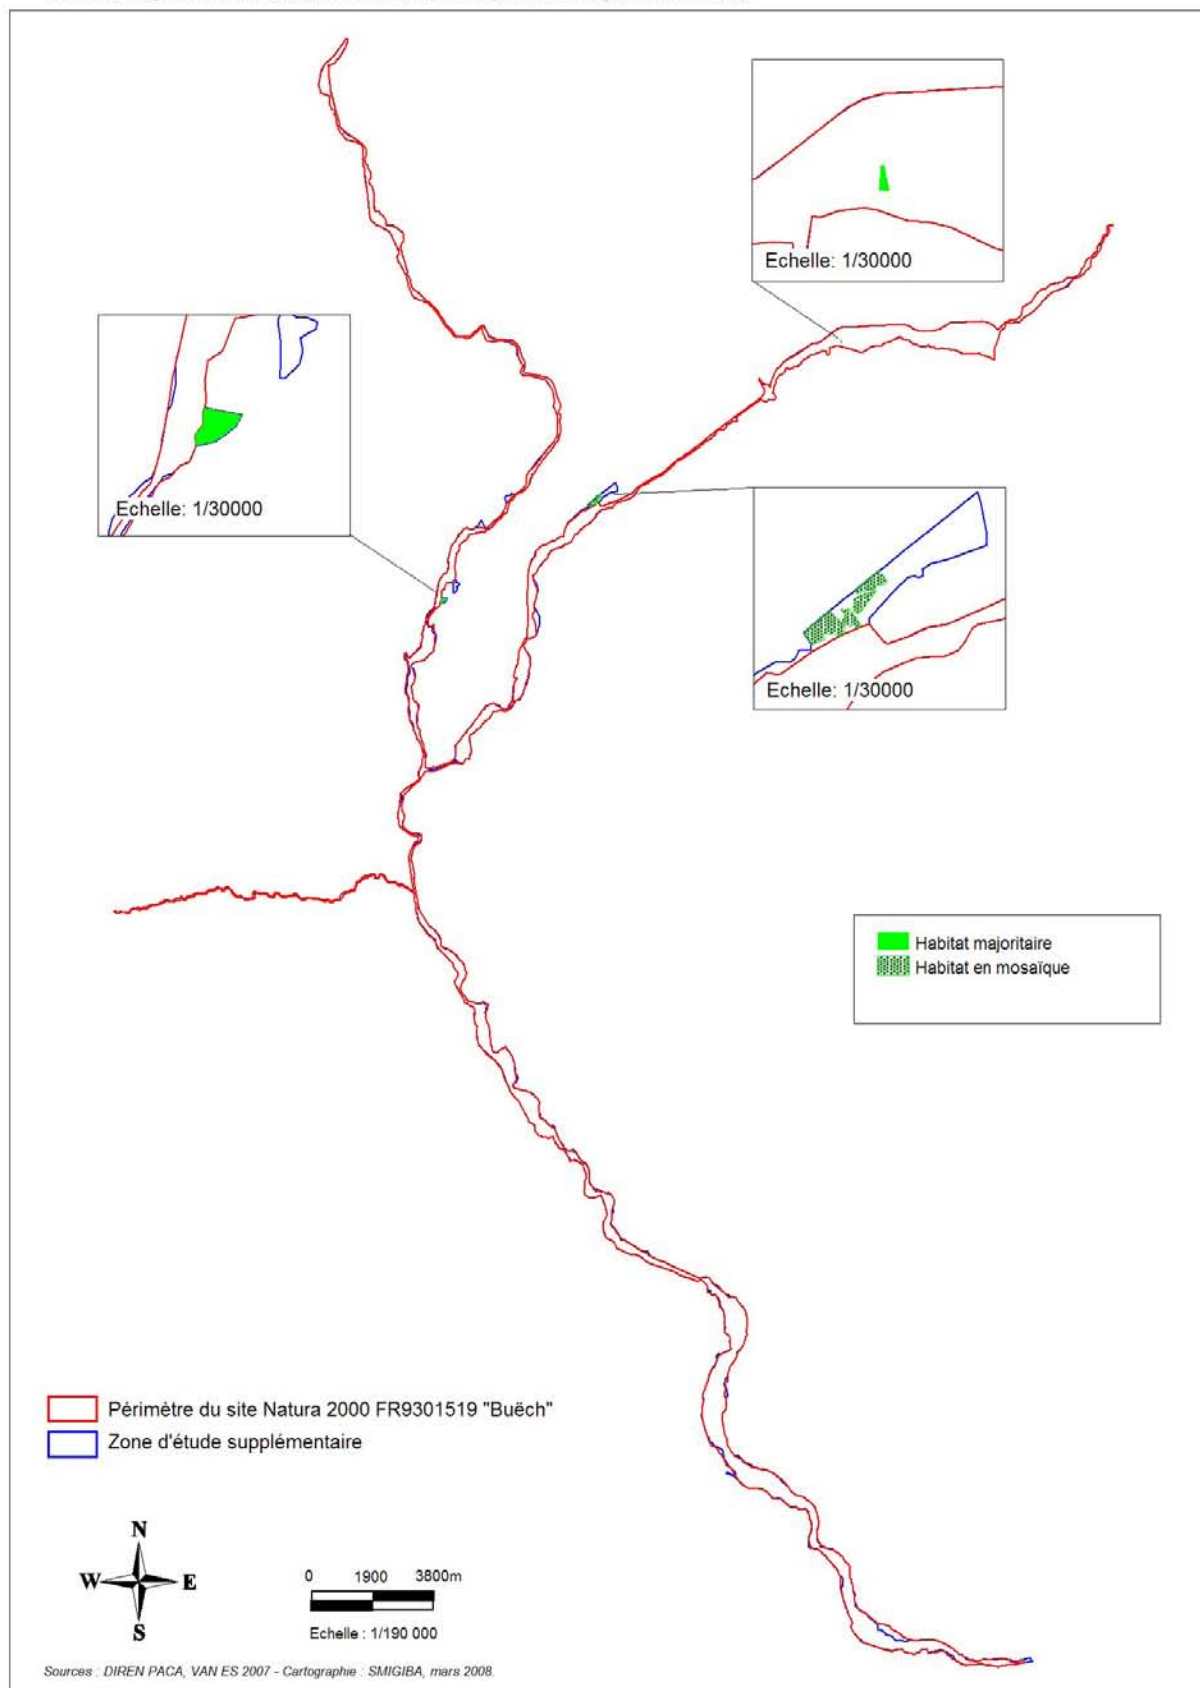 Echelle: 1/30000
Echelle: 1/30000
Echelle: 1/30000
Habitat majoritaire
Habitat en mosaïque
Périmètre du site Natura 2000 FR9301519 "Buëch"
Zone d'étude supplémentaire
N
W E
S
0 1900 3800m
Echelle : 1/190 000
Sources : DIREN PACA, VAN ES 2007 - Cartographie : SMIGIBA, mars 2008.